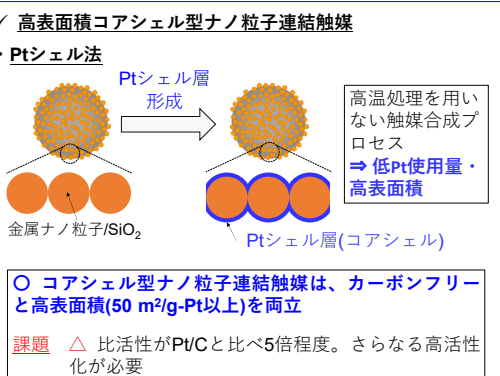 ✓ 高表面積コアシェル型ナノ粒子連結触媒
・Ptシェル法
Ptシェル層
形成
高温処理を用い
ない触媒合成プ
ロセス
⇒ 低Pt使用量・
高表面積
金属ナノ粒子/SiO2
Ptシェル層(コアシェル)
〇 コアシェル型ナノ粒子連結触媒は、カーボンフリー
と高表面積(50 m2/g-Pt以上)を両立
課題 △ 比活性がPt/Cと比べ5倍程度。さらなる高活性
化が必要